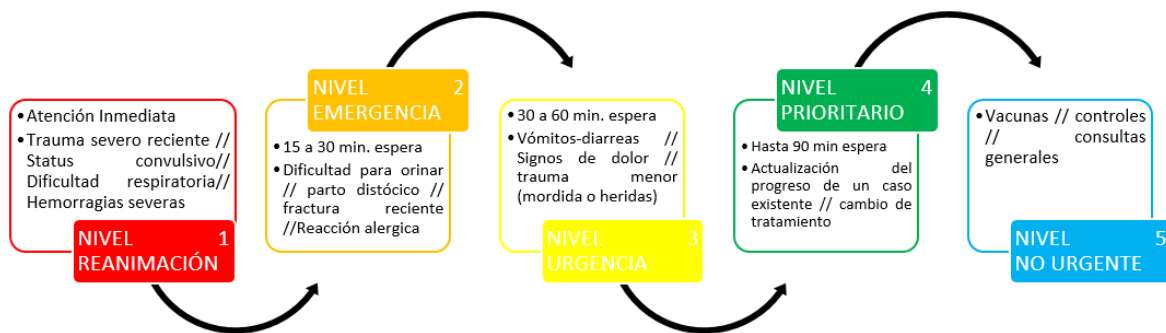 •Atención Inmediata
•Trauma severo reciente //
Status convulsivo//
Dificultad respiratoria//
Hemorragias severas
NIVEL 1
REANIMACIÓN
NIVEL 2
EMERGENCIA
•15 a 30 min. espera
•Dificultad para orinar
// parto distócico //
fractura reciente
//Reacción alergica
•30 a 60 min. espera
•Vómitos-diarreas //
Signos de dolor //
trauma menor
(mordida o heridas)
NIVEL 3
URGENCIA
NIVEL 4
PRIORITARIO
•Hasta 90 min espera
•Actualización del
progreso de un caso
existente // cambio de
tratamiento
•Vacunas // controles
// consultas
generales
NIVEL 5
NO URGENTE